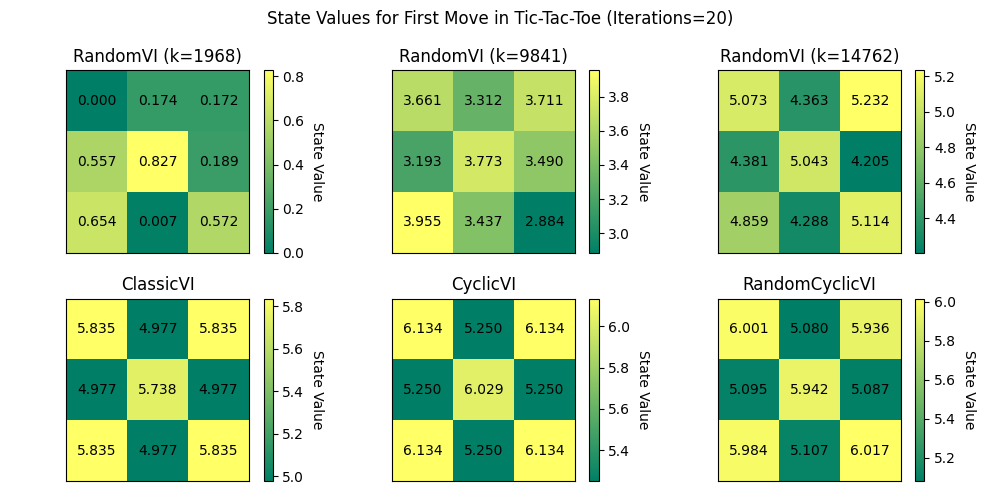 State Values for First Move in Tic-Tac-Toe (Iterations=20)
RandomVI (k=1968)
0.000 0.174 0.172
0.557 0.827 0.189
0.654 0.007 0.572
0.8
0.6
0.4
0.2
0.0
State Value
RandomVI (k=9841)
3.661 3.312 3.711
3.193 3.773 3.490
3.955 3.437 2.884
3.8
3.6
3.4
3.2
3.0
State Value
RandomVI (k=14762)
5.073 4.363 5.232
4.381 5.043 4.205
4.859 4.288 5.114
5.2
5.0
4.8
4.6
4.4
State Value
ClassicVI
5.835 4.977 5.835
4.977 5.738 4.977
5.835 4.977 5.835
5.8
5.6
5.4
5.2
5.0
State Value
CyclicVI
6.134 5.250 6.134
5.250 6.029 5.250
6.134 5.250 6.134
6.0
5.8
5.6
5.4
State Value
RandomCyclicVI
6.001 5.080 5.936
5.095 5.942 5.087
5.984 5.107 6.017
6.0
5.8
5.6
5.4
5.2
State Value